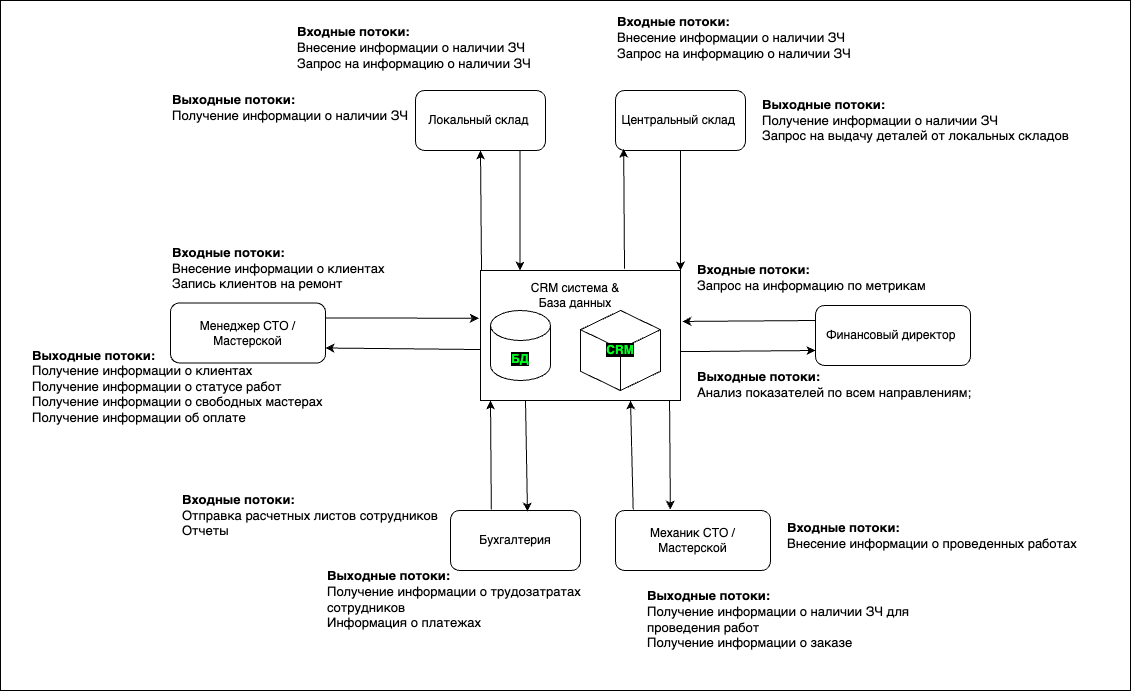 Входные потоки:
Внесение информации о наличии ЗЧ
Запрос на информацию о наличии ЗЧ
Входные потоки:
Внесение информации о наличии ЗЧ
Запрос на информацию о наличии ЗЧ
Выходные потоки:
Получение информации о наличии ЗЧ
Локальный склад
Центральный склад
Выходные потоки:
Получение информации о наличии ЗЧ
Запрос на выдачу деталей от локальных складов
Входные потоки:
Внесение информации о клиентах
Запись клиентов на ремонт
Менеджер СТО /
Мастерской
Выходные потоки:
Получение информации о клиентах
Получение информации о статусе работ
Получение информации о свободных мастерах
Получение информации об оплате
CRM система &
База данных
БД
CRM
Входные потоки:
Запрос на информацию по метрикам
Финансовый директор
Выходные потоки:
Анализ показателей по всем направлениям;
Входные потоки:
Отправка расчетных листов сотрудников
Отчеты
Бухгалтерия
Выходные потоки:
Получение информации о трудозатратах
сотрудников
Информация о платежах
Механик СТО /
Мастерской
Входные потоки:
Внесение информации о проведенных работах
Выходные потоки:
Получение информации о наличии ЗЧ для
проведения работ
Получение информации о заказе